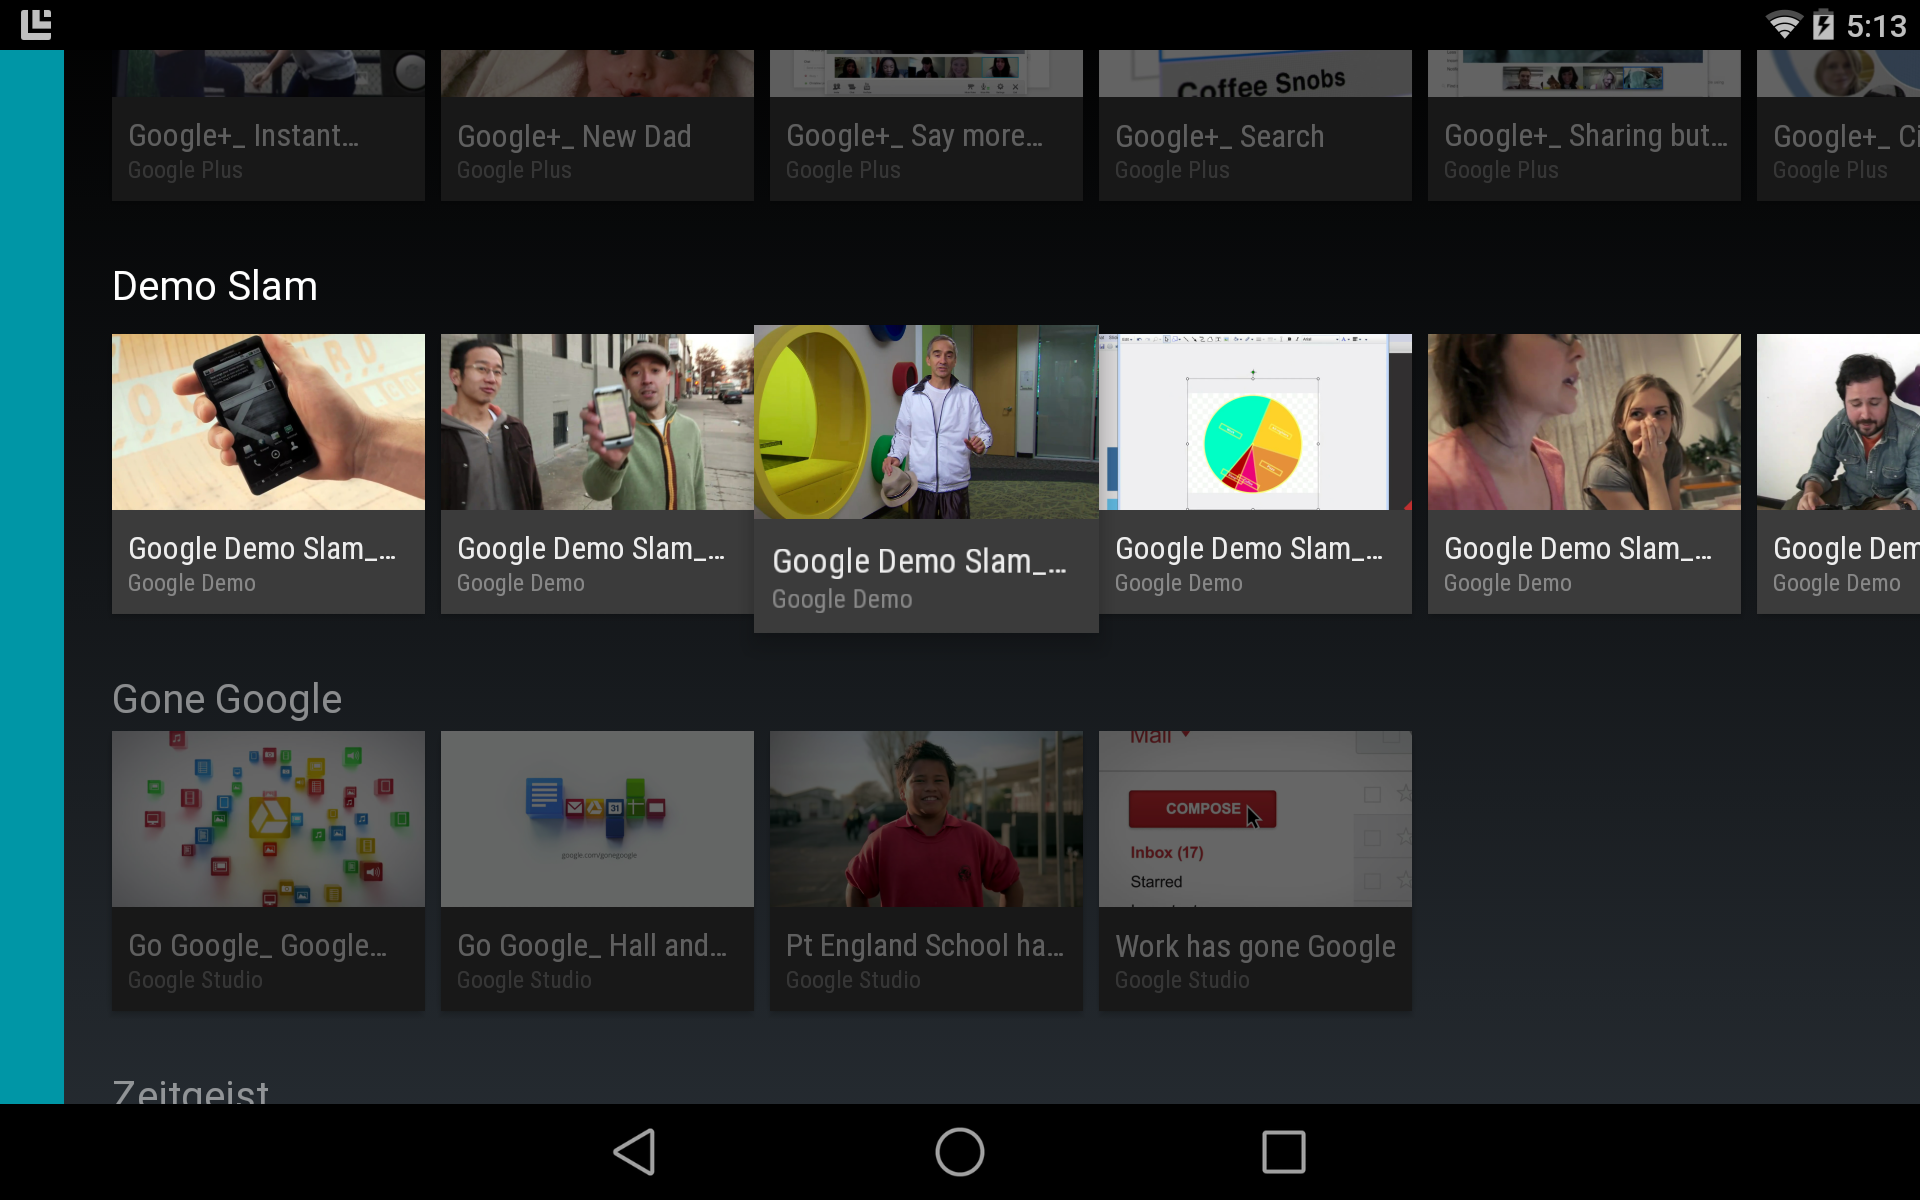 5:13
Coffee Snobs
Google+_ Instant...
Google Plus
Google+_ New Dad
Google Plus
Google+_ Say more...
Google Plus
Google+_ Search
Google Plus
Google+_ Sharing but...
Google Plus
Google+_ Ci
Google Plus
Demo Slam
Google Demo Slam_...
Google Demo
Google Demo Slam_...
Google Demo
Google Demo Slam_...
Google Demo
Google Demo Slam_...
Google Demo
Google Demo Slam_...
Google Demo
Google Dem
Google Demo
Gone Google
31
google.com/gonegoogle
Mail
COMPOSE
Inbox (17)
Starred
Go Google_ Google...
Google Studio
Go Google_ Hall and...
Google Studio
Pt England School ha...
Google Studio
Work has gone Google
Google Studio
Zeitgeist